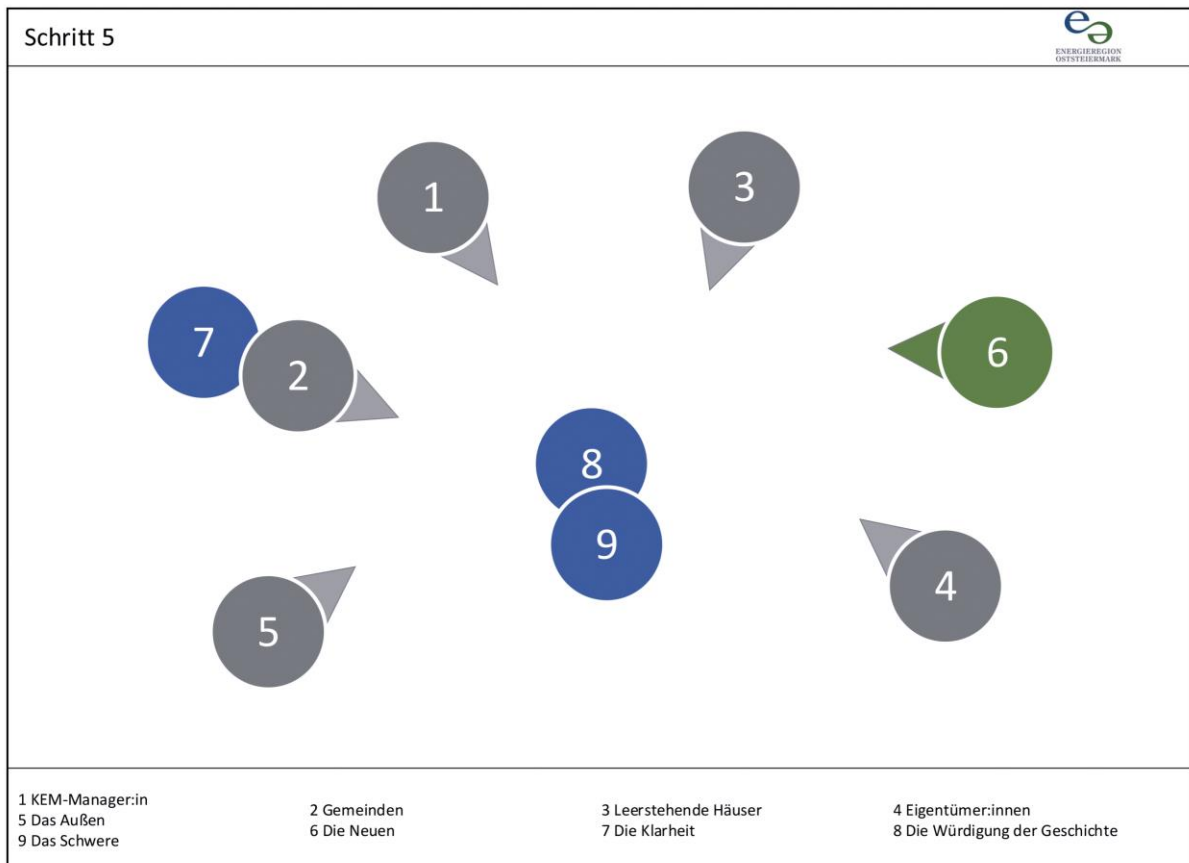 Schritt 5
ENERGIEREGION
OSTSTEIERMARK
1
3
7
2
6
8
9
4
5
1 KEM-Manager:in
5 Das Außen
9 Das Schwere
2 Gemeinden
6 Die Neuen
3 Leerstehende Häuser
7 Die Klarheit
4 Eigentümer:innen
8 Die Würdigung der Geschichte